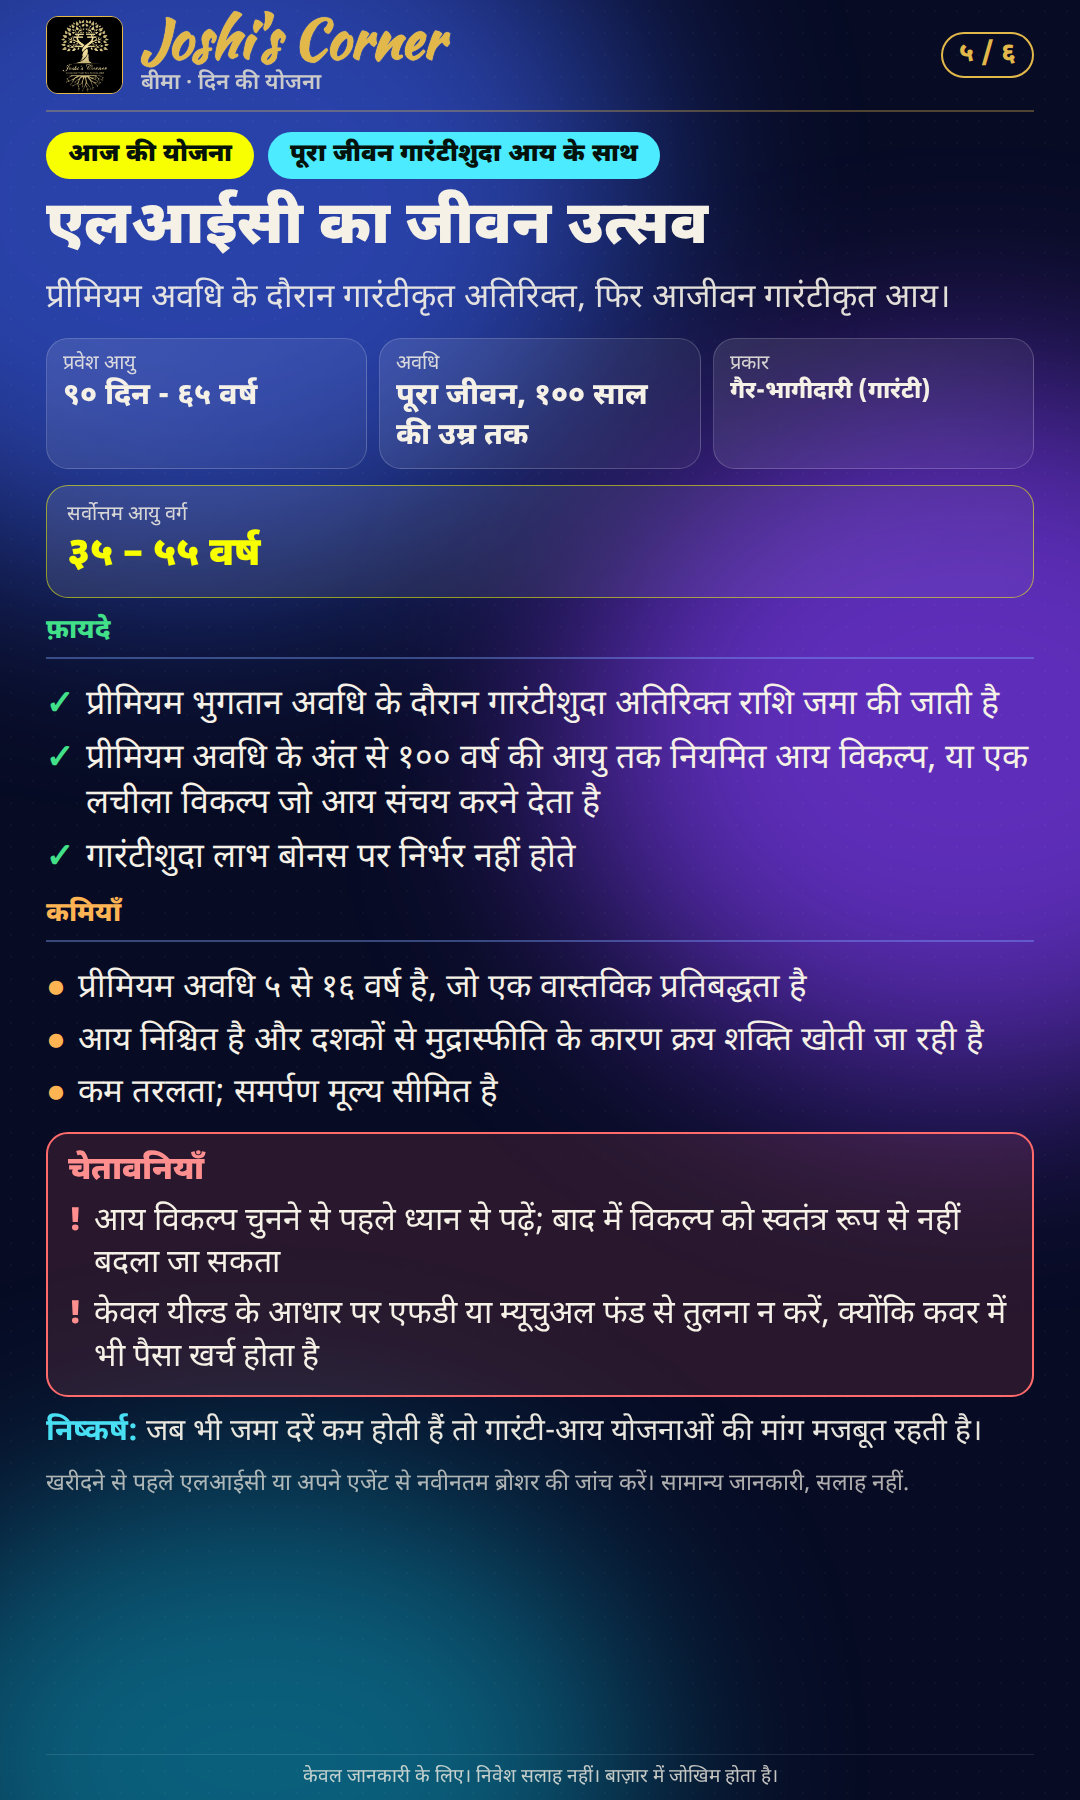 Joshi's Corner
Joshi's Corner
बीमा · दिन की योजना
५ / ६
आज की योजना
पूरा जीवन गारंटीशुदा आय के साथ
एलआईसी का जीवन उत्सव
प्रीमियम अवधि के दौरान गारंटीकृत अतिरिक्त, फिर आजीवन गारंटीकृत आय।
प्रवेश आयु
९० दिन - ६५ वर्ष
अवधि
पूरा जीवन, १०० साल
की उम्र तक
प्रकार
गैर-भागीदारी (गारंटी)
सर्वोत्तम आयु वर्ग
३५ – ५५ वर्ष
फ़ायदे
✓ प्रीमियम भुगतान अवधि के दौरान गारंटीशुदा अतिरिक्त राशि जमा की जाती है
✓ प्रीमियम अवधि के अंत से १०० वर्ष की आयु तक नियमित आय विकल्प, या एक
लचीला विकल्प जो आय संचय करने देता है
✓ गारंटीशुदा लाभ बोनस पर निर्भर नहीं होते
कमियाँ
● प्रीमियम अवधि ५ से १६ वर्ष है, जो एक वास्तविक प्रतिबद्धता है
● आय निश्चित है और दशकों से मुद्रास्फीति के कारण क्रय शक्ति खोती जा रही है
● कम तरलता; समर्पण मूल्य सीमित है
चेतावनियाँ
! आय विकल्प चुनने से पहले ध्यान से पढ़ें; बाद में विकल्प को स्वतंत्र रूप से नहीं
बदला जा सकता
! केवल यील्ड के आधार पर एफडी या म्यूचुअल फंड से तुलना न करें, क्योंकि कवर में
भी पैसा खर्च होता है
निष्कर्ष: जब भी जमा दरें कम होती हैं तो गारंटी-आय योजनाओं की मांग मजबूत रहती है।
खरीदने से पहले एलआईसी या अपने एजेंट से नवीनतम ब्रोशर की जांच करें। सामान्य जानकारी, सलाह नहीं.
केवल जानकारी के लिए। निवेश सलाह नहीं। बाज़ार में जोखिम होता है।